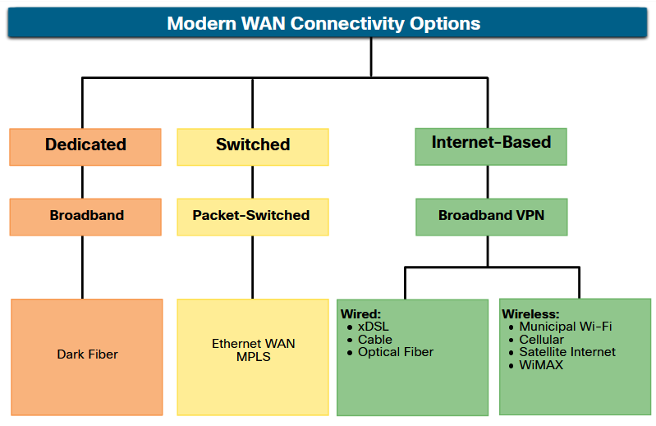 Modern WAN Connectivity Options
Dedicated
Switched
Internet-Based
Broadband
Packet-Switched
Broadband VPN
Dark Fiber
Ethernet WAN
MPLS
Wired:
• xDSL
• Cable
• Optical Fiber
Wireless:
• Municipal Wi-Fi
• Cellular
• Satellite Internet
• WiMAX